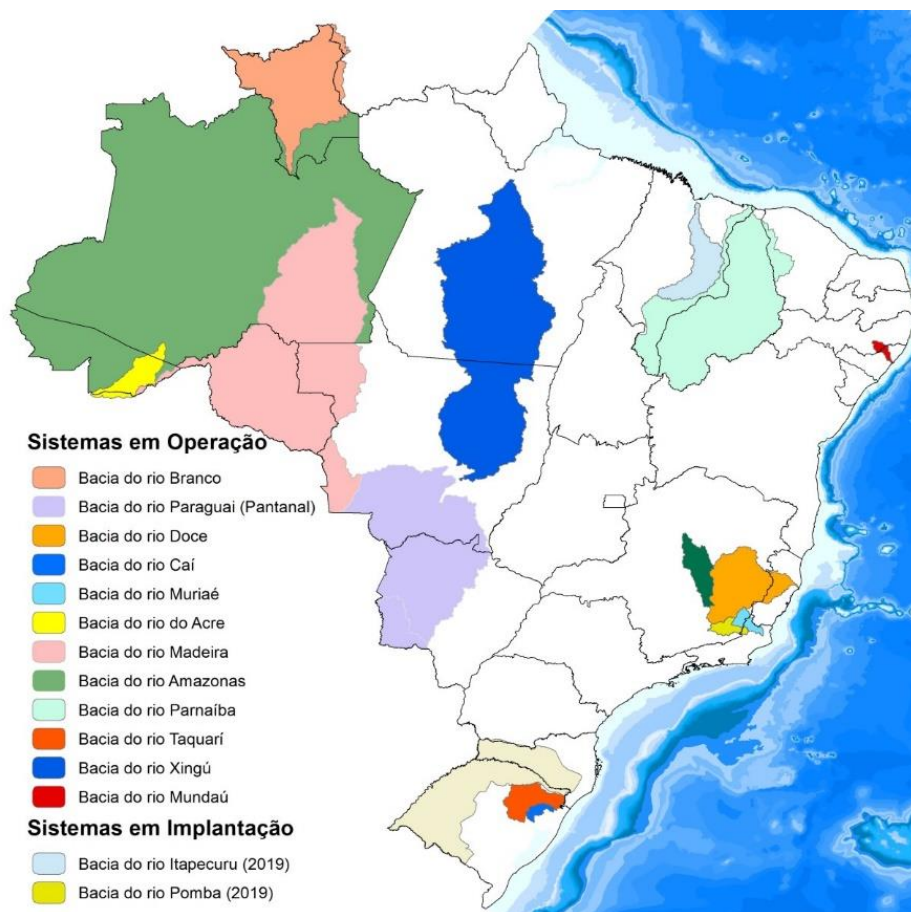 Sistemas em Operação
Bacia do rio Branco
Bacia do rio Paraguai (Pantanal)
Bacia do rio Doce
Bacia do rio Caí
Bacia do rio Muriaé
Bacia do rio do Acre
Bacia do rio Madeira
Bacia do rio Amazonas
Bacia do rio Parnaíba
Bacia do rio Taquarí
Bacia do rio Xingú
Bacia do rio Mundaú
Sistemas em Implantação
Bacia do rio Itapecuru (2019)
Bacia do rio Pomba (2019)